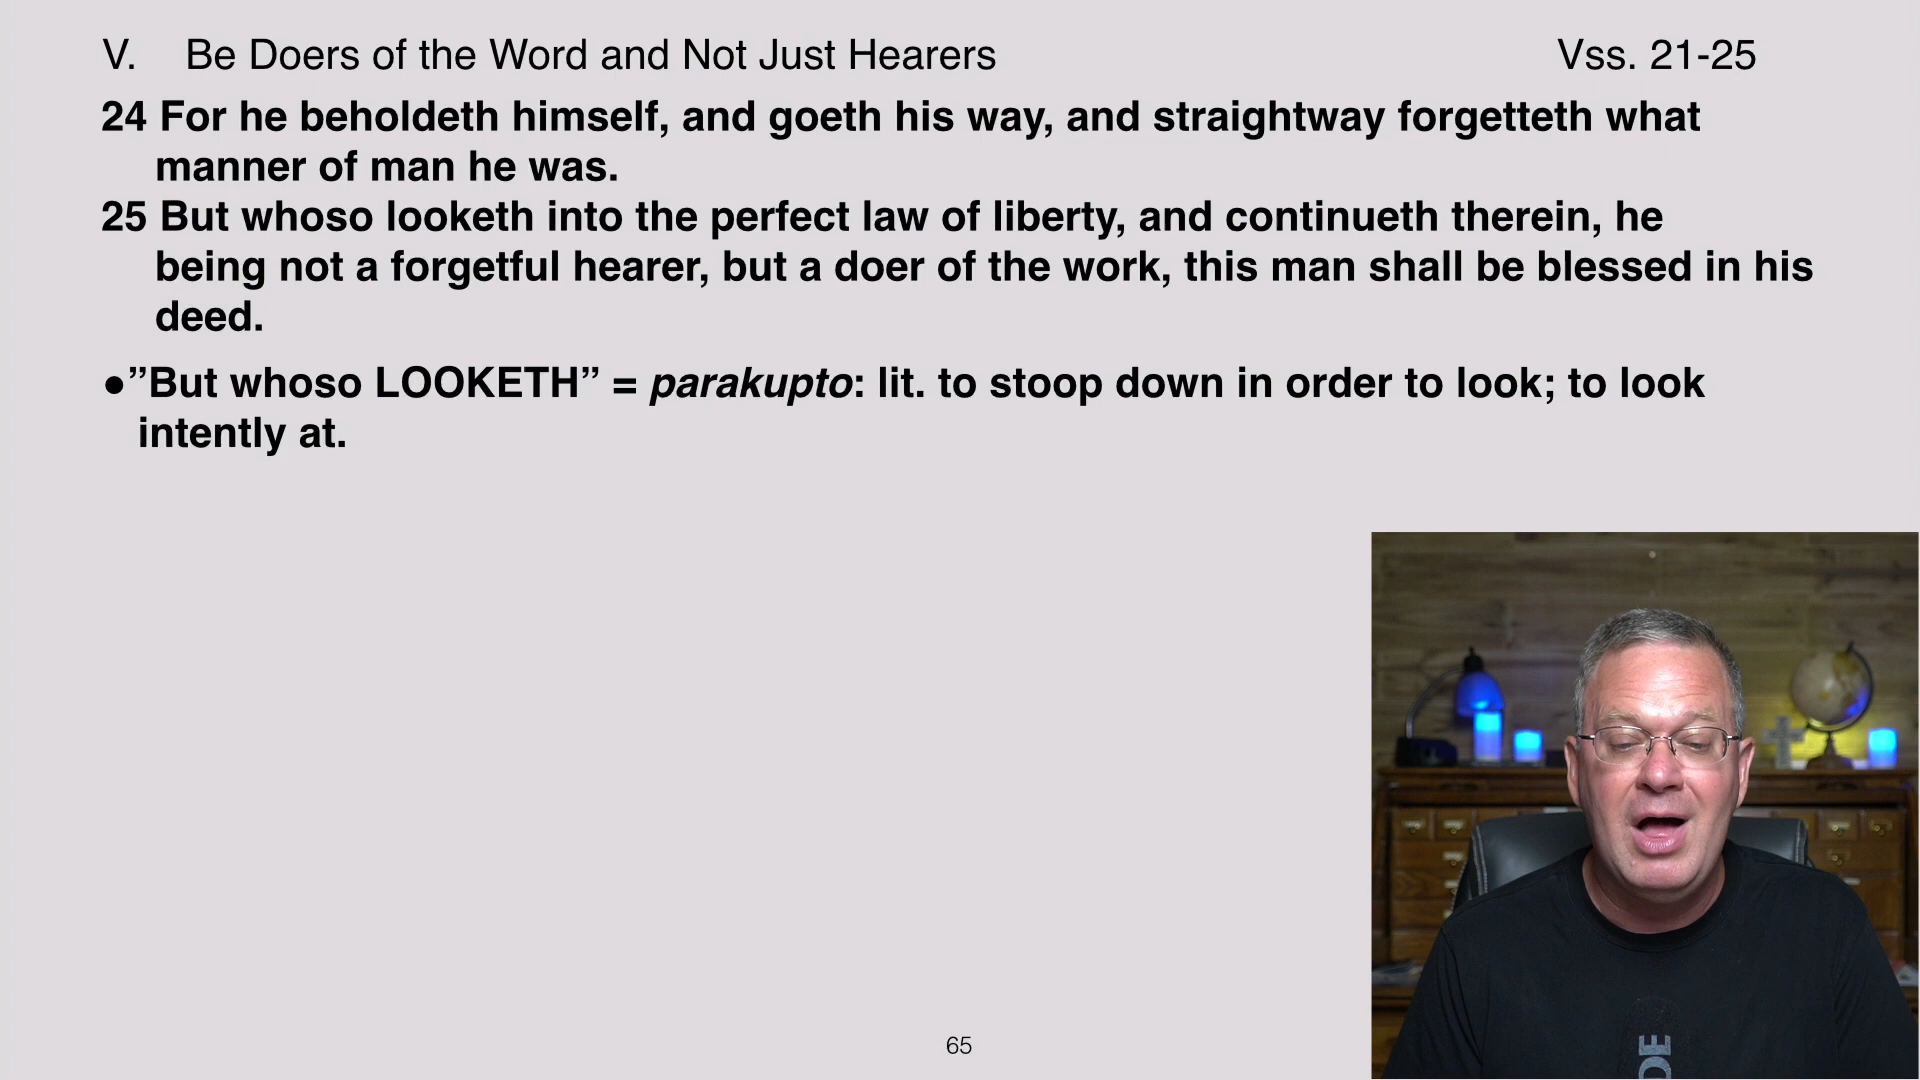 V. Be Doers of the Word and Not Just Hearers Vss. 21-25
24 For he beholdeth himself, and goeth his way, and straightway forgetteth what
manner of man he was.
25 But whoso looketh into the perfect law of liberty, and continueth therein, he
being not a forgetful hearer, but a doer of the work, this man shall be blessed in his
deed.
●”But whoso LOOKETH” = parakupto: lit. to stoop down in order to look; to look
intently at.
65
DE